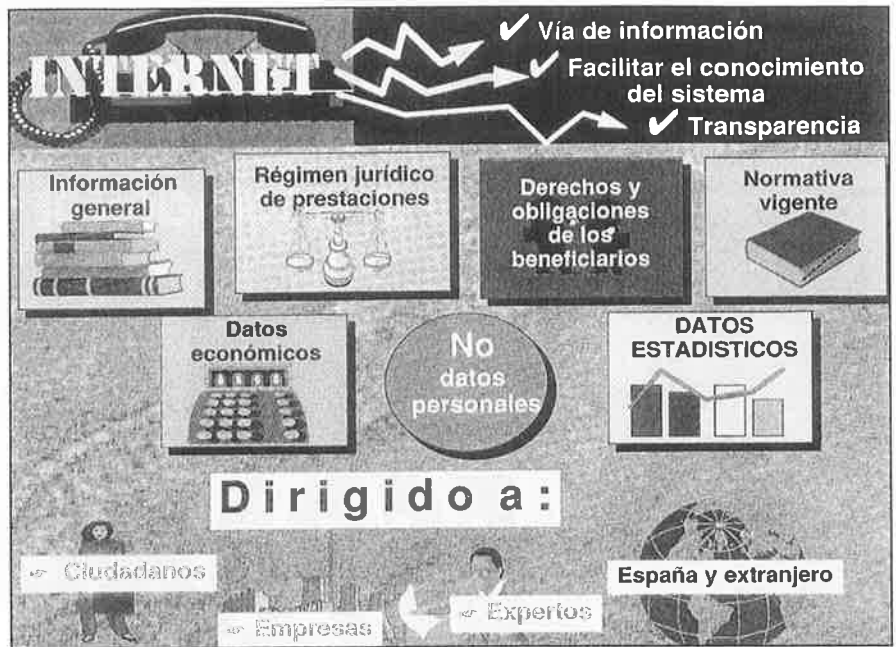 INTERNET
✔ Vía de información
✔ Facilitar el conocimiento
del sistema
✔ Transparencia
Información
general
Régimen jurídico
de prestaciones
Derechos y
obligaciones
de los
beneficiarios
Normativa
vigente
Datos
económicos
No
datos
personales
DATOS
ESTADISTICOS
Dirigido a:
☞ Ciudadanos
☞ Empresas
☞ Expertos
España y extranjero